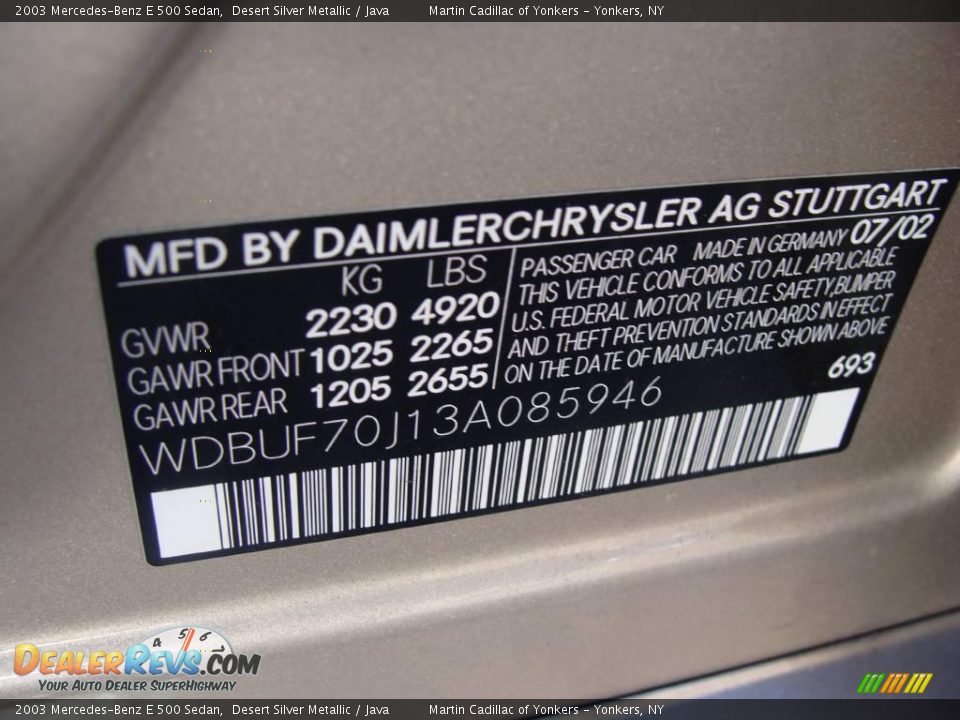 2003 Mercedes-Benz E 500 Sedan, Desert Silver Metallic / Java Martin Cadillac of Yonkers - Yonkers, NY
MFD BY DAIMLERCHRYSLER AG STUTTGART
KG LBS
GVWR 2230 4920
GAWR FRONT 1025 2265
GAWR REAR 1205 2655
PASSENGER CAR MADE IN GERMANY 07/02
THIS VEHICLE CONFORMS TO ALL APPLICABLE
U.S. FEDERAL MOTOR VEHICLE SAFETY,BUMPER
AND THEFT PREVENTION STANDARDS IN EFFECT
ON THE DATE OF MANUFACTURE SHOWN ABOVE
693
WDBUF70J13A085946
4 5 6
DEALERREVS.COM
YOUR AUTO DEALER SUPERHIGHWAY
2003 Mercedes-Benz E 500 Sedan, Desert Silver Metallic / Java Martin Cadillac of Yonkers - Yonkers, NY